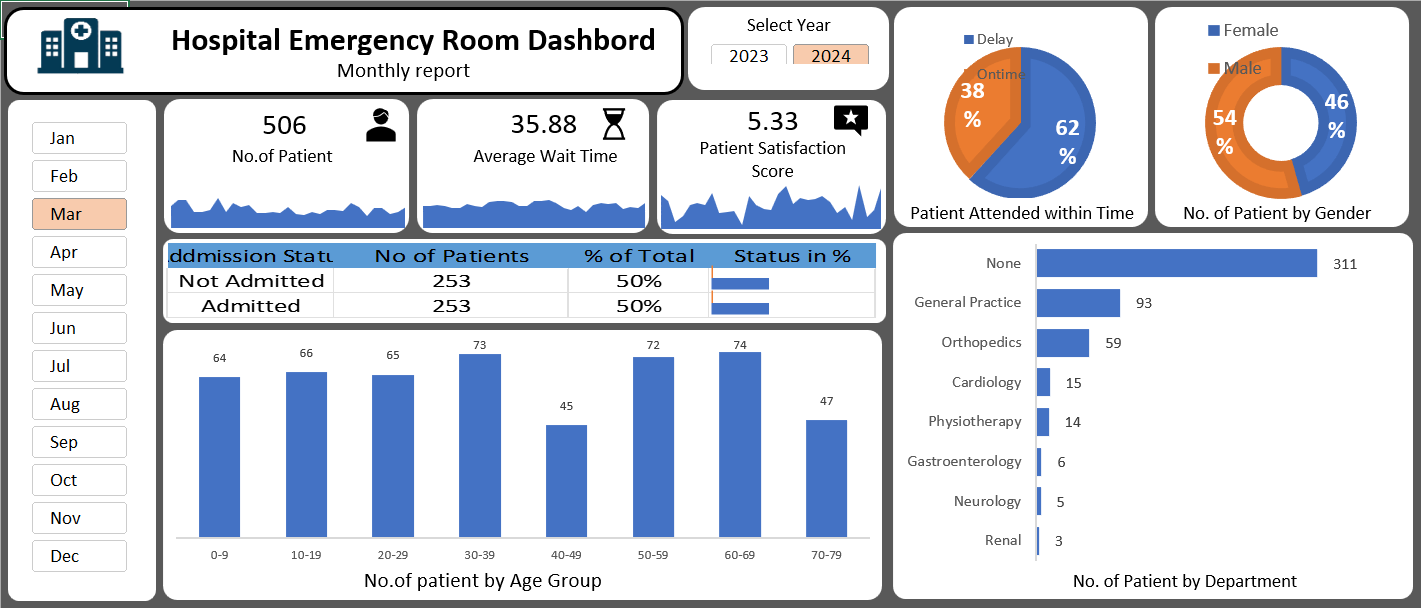 Hospital Emergency Room Dashbord
Monthly report
Select Year
2023
2024
Jan
Feb
Mar
Apr
May
Jun
Jul
Aug
Sep
Oct
Nov
Dec
506
No.of Patient
35.88
Average Wait Time
5.33
Patient Satisfaction
Score
Delay
Ontime
38
%
62
%
Patient Attended within Time
Female
Male
46
%
54
%
No. of Patient by Gender
ddmission Statu No of Patients % of Total Status in %
Not Admitted 253 50%
Admitted 253 50%
64
66
65
73
45
72
74
47
0-9
10-19
20-29
30-39
40-49
50-59
60-69
70-79
No.of patient by Age Group
None 311
General Practice 93
Orthopedics 59
Cardiology 15
Physiotherapy 14
Gastroenterology 6
Neurology 5
Renal 3
No. of Patient by Department